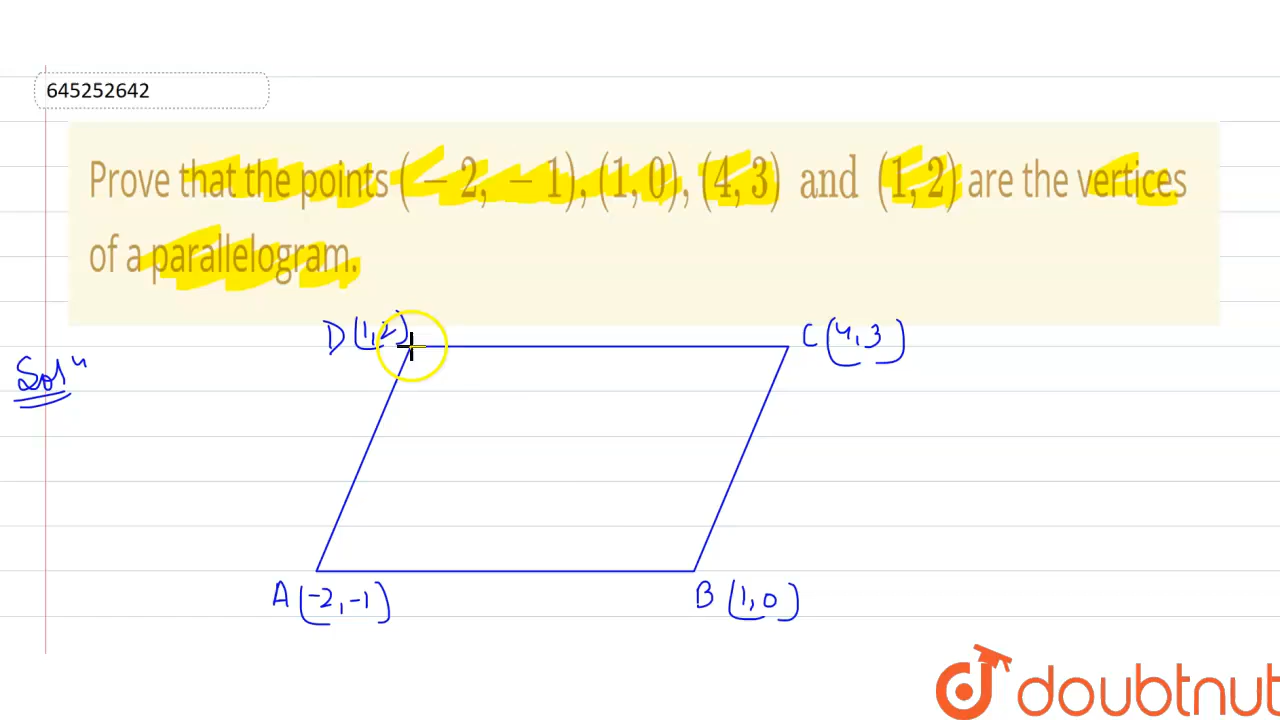 645252642
Prove that the points (−2, −1), (1, 0), (4, 3) and (1, 2) are the vertices
of a parallelogram.
D (1,2)
C (4,3)
Solⁿ
A (-2,-1)
B (1,0)
doubtnut